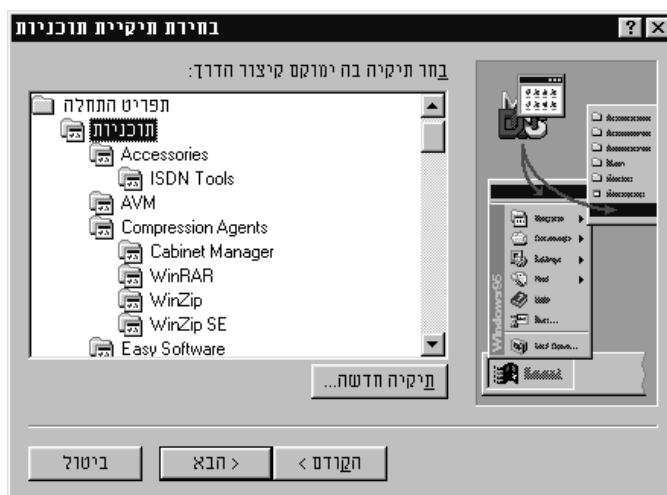 בחירת תיקיית תוכניות
בחר תיקיה בה ימוקם קיצור הדרך:
תפריט התחלה
תוכניות
Accessories
ISDN Tools
AVM
Compression Agents
Cabinet Manager
WinRAR
WinZip
WinZip SE
Easy Software
תיקיה חדשה...
Windows95
< הקודם
הבא >
ביטול